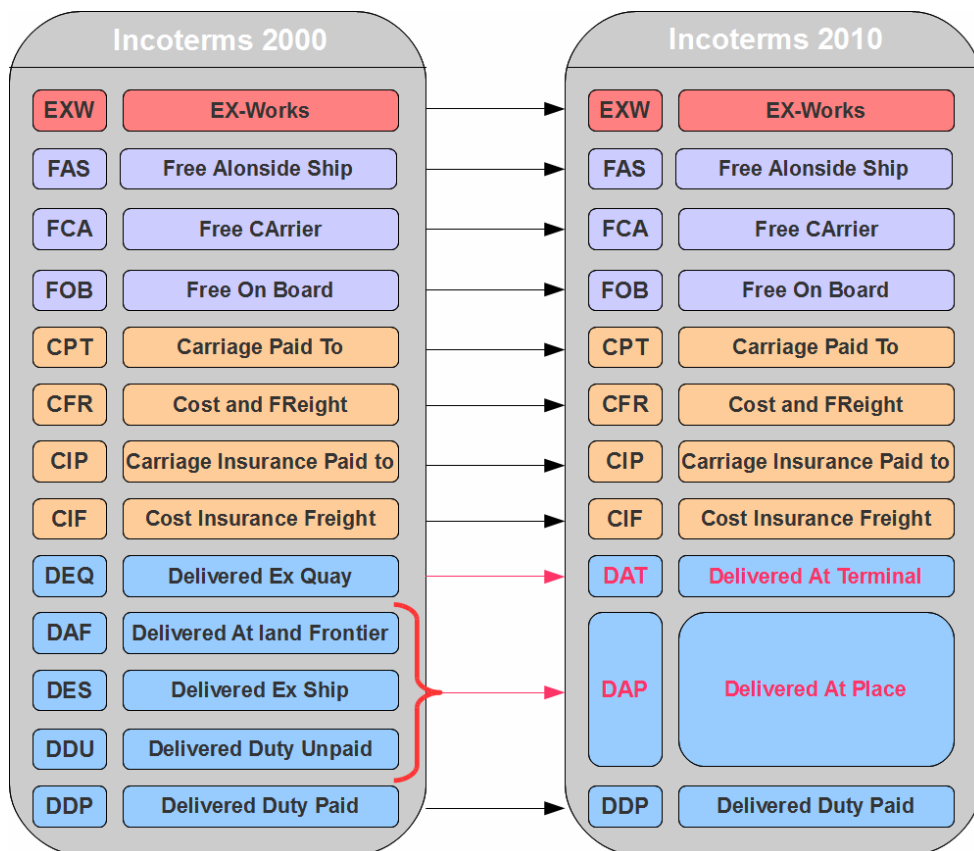 Incoterms 2000
EXW EX-Works
FAS Free Alonside Ship
FCA Free CArrier
FOB Free On Board
CPT Carriage Paid To
CFR Cost and FReight
CIP Carriage Insurance Paid to
CIF Cost Insurance Freight
DEQ Delivered Ex Quay
DAF Delivered At land Frontier
DES Delivered Ex Ship
DDU Delivered Duty Unpaid
DDP Delivered Duty Paid
Incoterms 2010
EXW EX-Works
FAS Free Alonside Ship
FCA Free CArrier
FOB Free On Board
CPT Carriage Paid To
CFR Cost and FReight
CIP Carriage Insurance Paid to
CIF Cost Insurance Freight
DAT Delivered At Terminal
DAP Delivered At Place
DDP Delivered Duty Paid